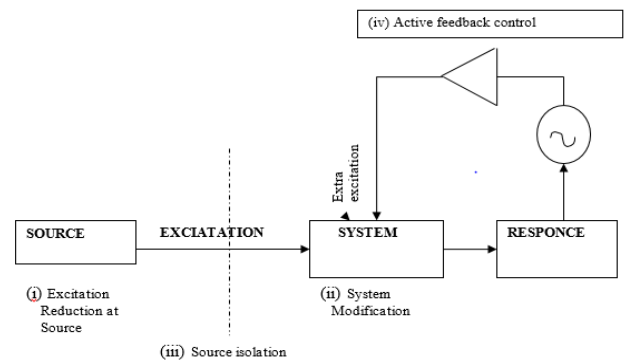 (iv) Active feedback control
Extra
excitation
SOURCE
EXCIATATION
SYSTEM
RESPONCE
(i) Excitation
Reduction at
Source
(ii) System
Modification
(iii) Source isolation